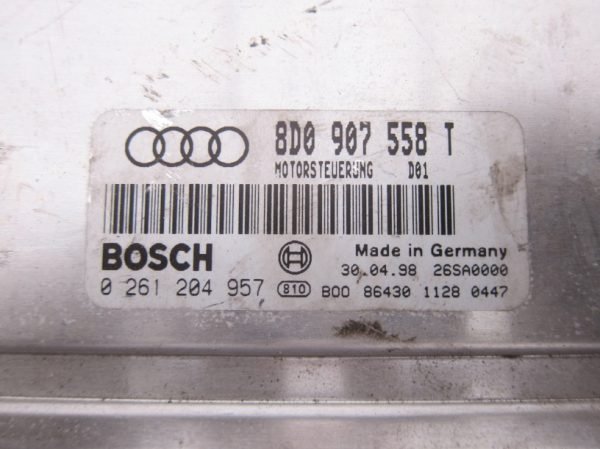 8D0 907 558 T
MOTORSTEUERUNG D01
BOSCH
Made in Germany
30.04.98 26SA0000
0 261 204 957 810 BOO 86430 1128 0447